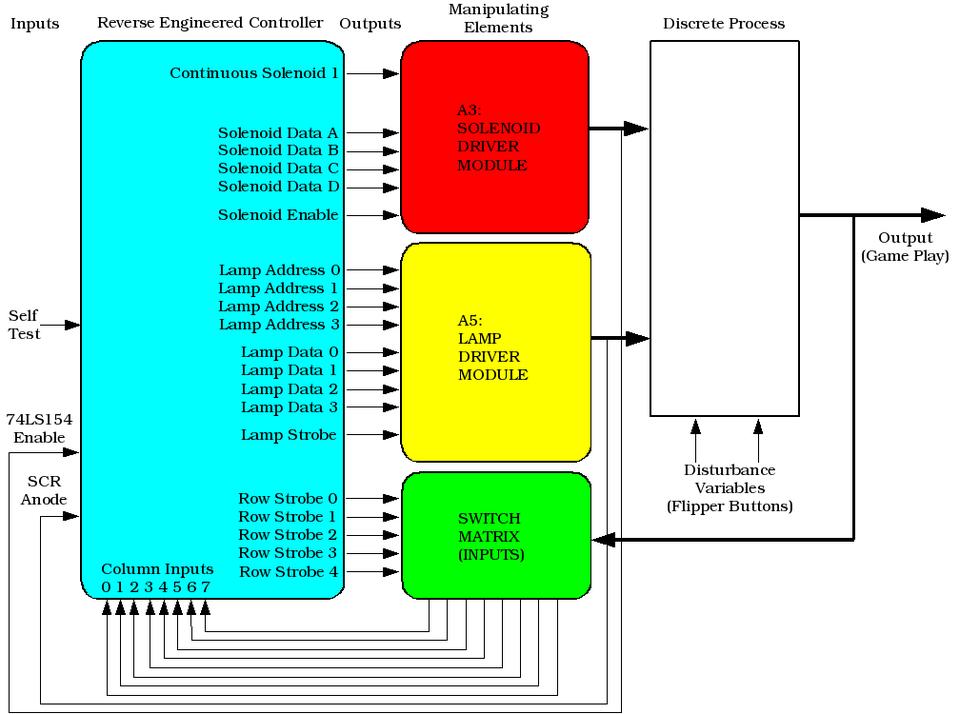 Inputs
Reverse Engineered Controller
Outputs
Manipulating
Elements
Discrete Process
Continuous Solenoid 1
Solenoid Data A
Solenoid Data B
Solenoid Data C
Solenoid Data D
Solenoid Enable
A3:
SOLENOID
DRIVER
MODULE
Lamp Address 0
Lamp Address 1
Lamp Address 2
Lamp Address 3
Lamp Data 0
Lamp Data 1
Lamp Data 2
Lamp Data 3
Lamp Strobe
A5:
LAMP
DRIVER
MODULE
Self
Test
74LS154
Enable
SCR
Anode
Row Strobe 0
Row Strobe 1
Row Strobe 2
Row Strobe 3
Row Strobe 4
SWITCH
MATRIX
(INPUTS)
Column Inputs
0 1 2 3 4 5 6 7
Output
(Game Play)
Disturbance
Variables
(Flipper Buttons)